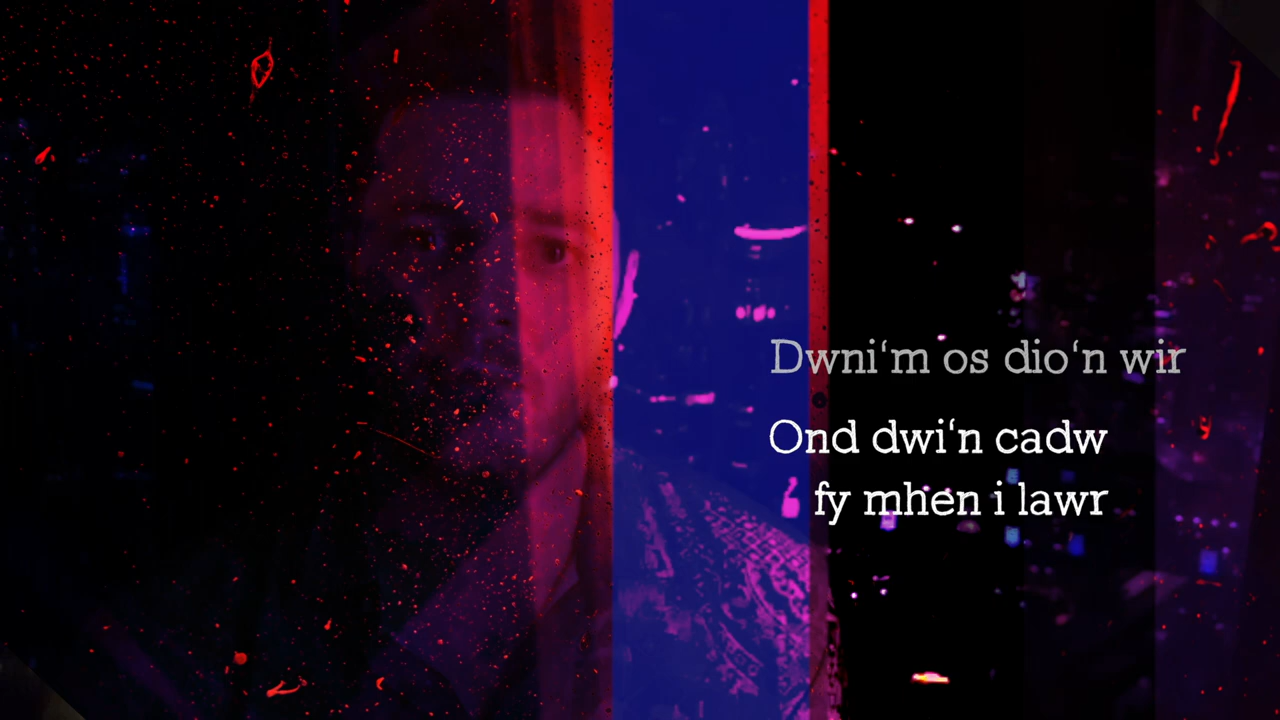 Dwni‘m os dio‘n wir
Ond dwi‘n cadw
fy mhen i lawr